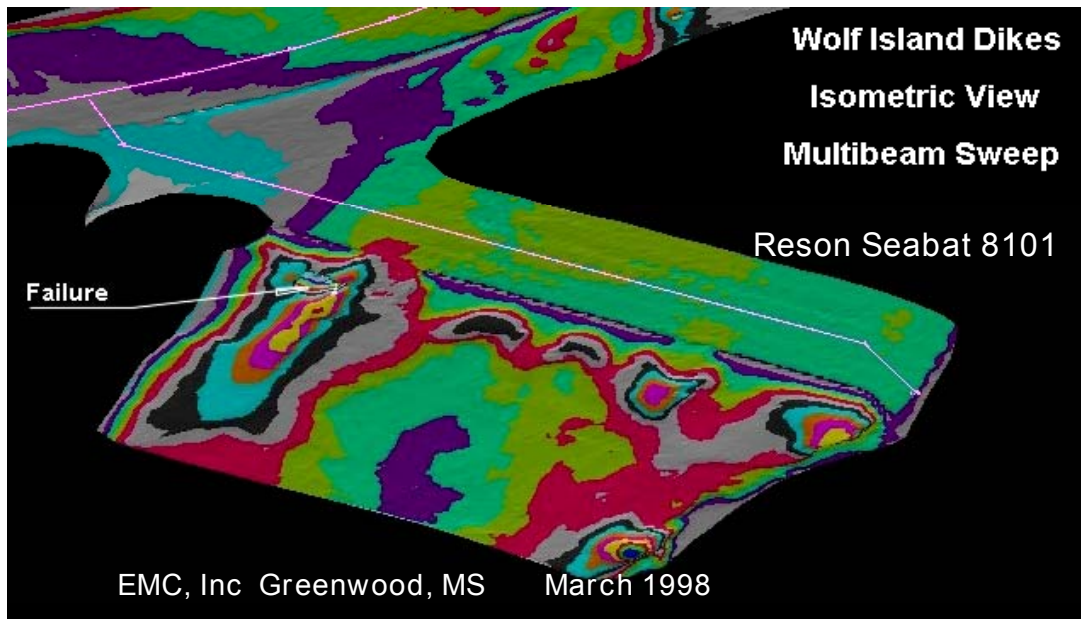 Wolf Island Dikes
Isometric View
Multibeam Sweep
Reson Seabat 8101
Failure
EMC, Inc Greenwood, MS March 1998